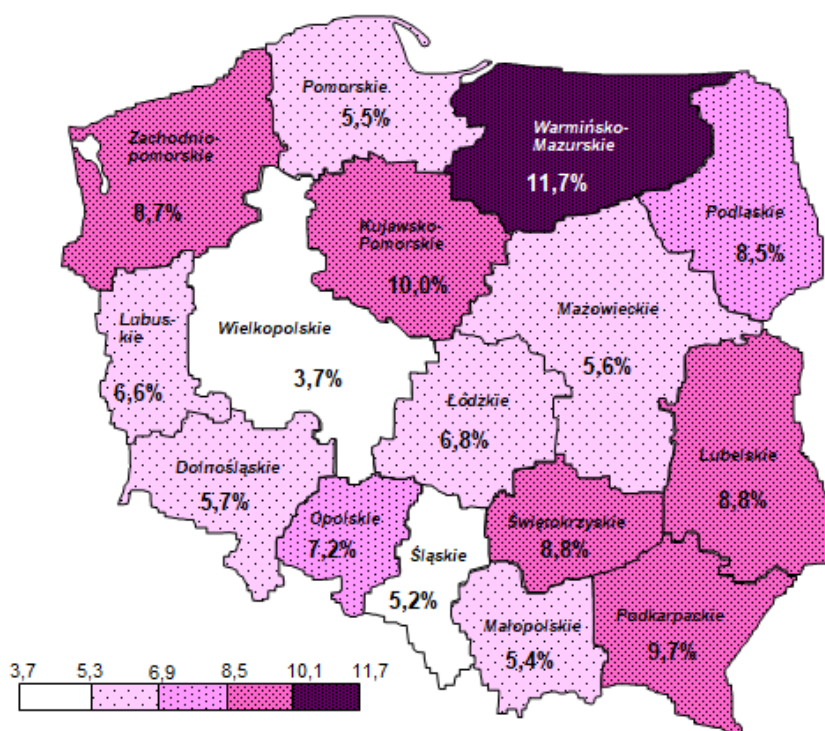 Pomorskie
5,5%
Warmińsko-
Mazurskie
11,7%
Zachodnio-
pomorskie
8,7%
Podlaskie
8,5%
Kujawsko-
Pomorskie
10,0%
Mazowieckie
5,6%
Lubus-
kie
6,6%
Wielkopolskie
3,7%
Łódzkie
6,8%
Lubelskie
8,8%
Dolnośląskie
5,7%
Opolskie
7,2%
Śląskie
5,2%
Świętokrzyskie
8,8%
Małopolskie
5,4%
Podkarpackie
9,7%
3,7 5,3 6,9 8,5 10,1 11,7